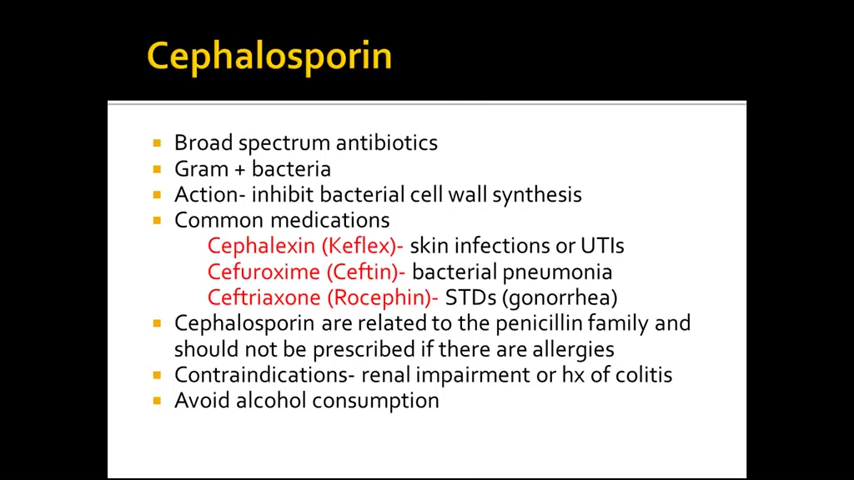 Cephalosporin
Broad spectrum antibiotics
Gram + bacteria
Action- inhibit bacterial cell wall synthesis
Common medications
Cephalexin (Keflex)- skin infections or UTIs
Cefuroxime (Ceftin)- bacterial pneumonia
Ceftriaxone (Rocephin)- STDs (gonorrhea)
Cephalosporin are related to the penicillin family and
should not be prescribed if there are allergies
Contraindications- renal impairment or hx of colitis
Avoid alcohol consumption